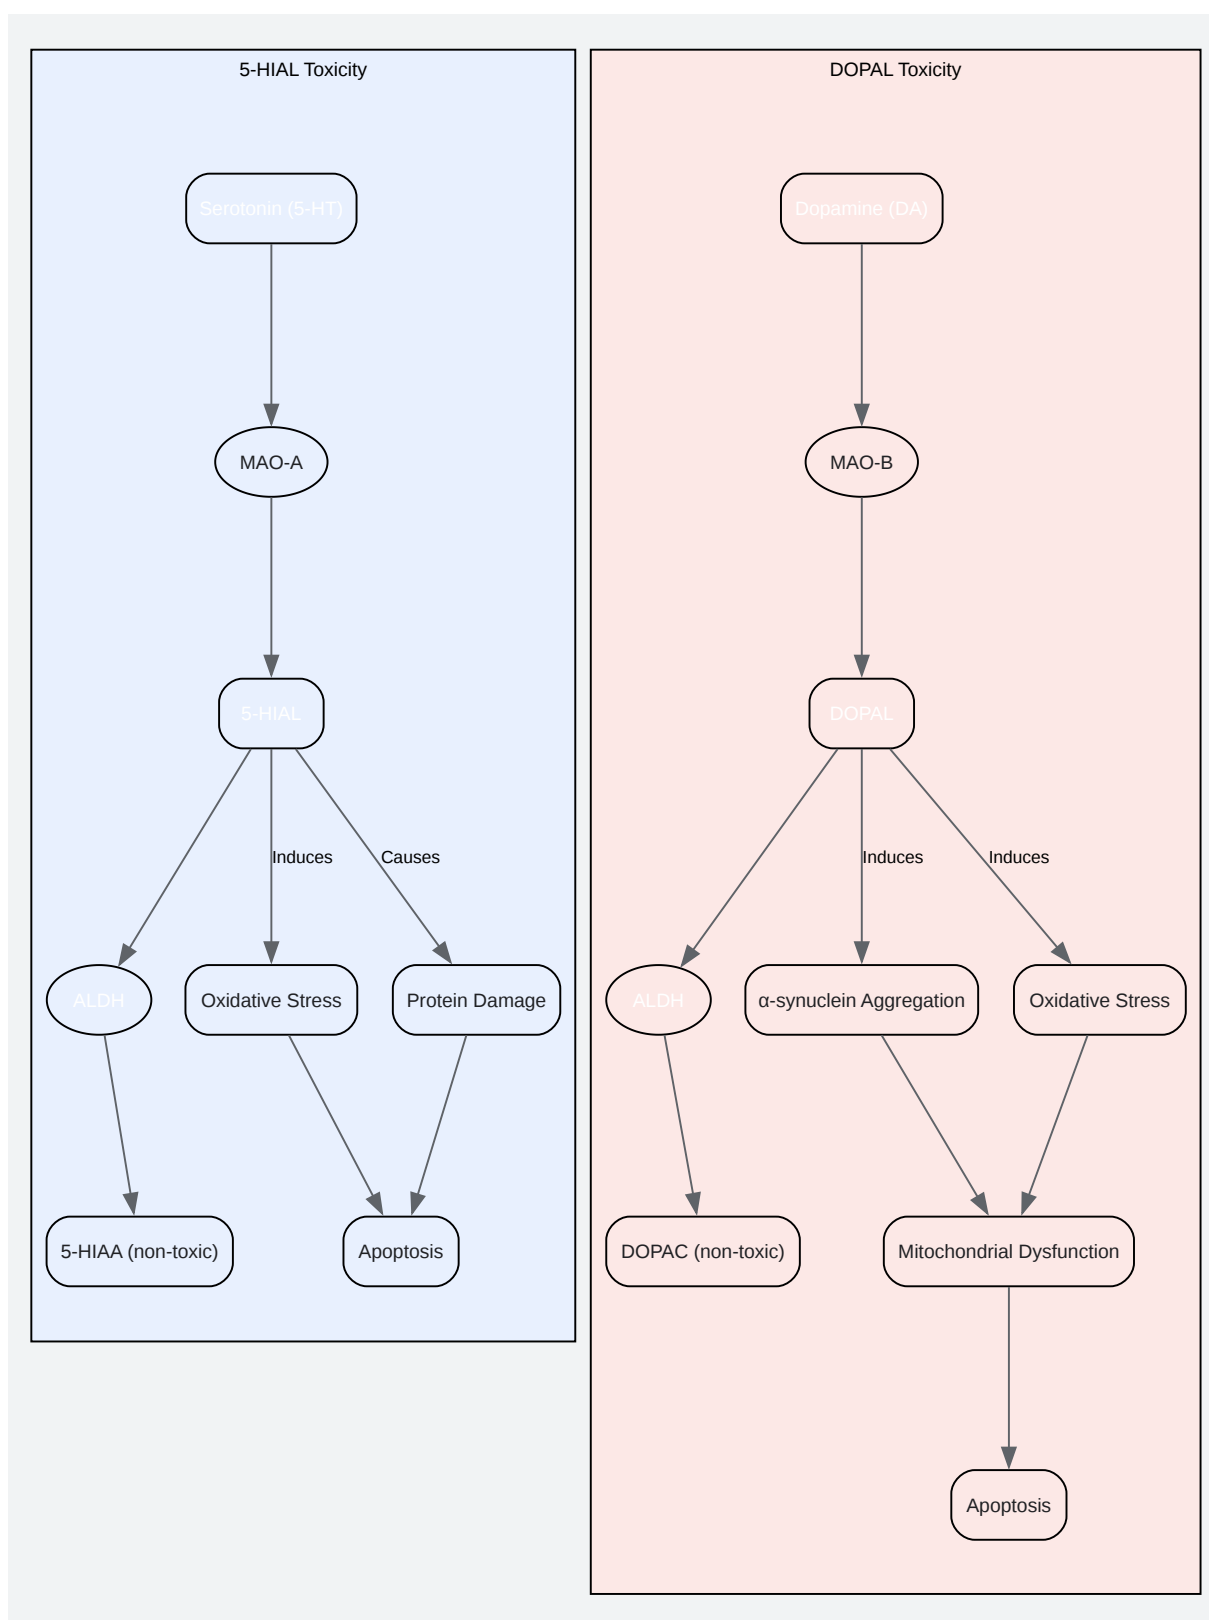 5-HIAL Toxicity
Serotonin (5-HT)
MAO-A
5-HIAL
Induces
Causes
ALDH
Oxidative Stress
Protein Damage
5-HIAA (non-toxic)
Apoptosis
DOPAL Toxicity
Dopamine (DA)
MAO-B
DOPAL
Induces
Induces
ALDH
α-synuclein Aggregation
Oxidative Stress
DOPAC (non-toxic)
Mitochondrial Dysfunction
Apoptosis